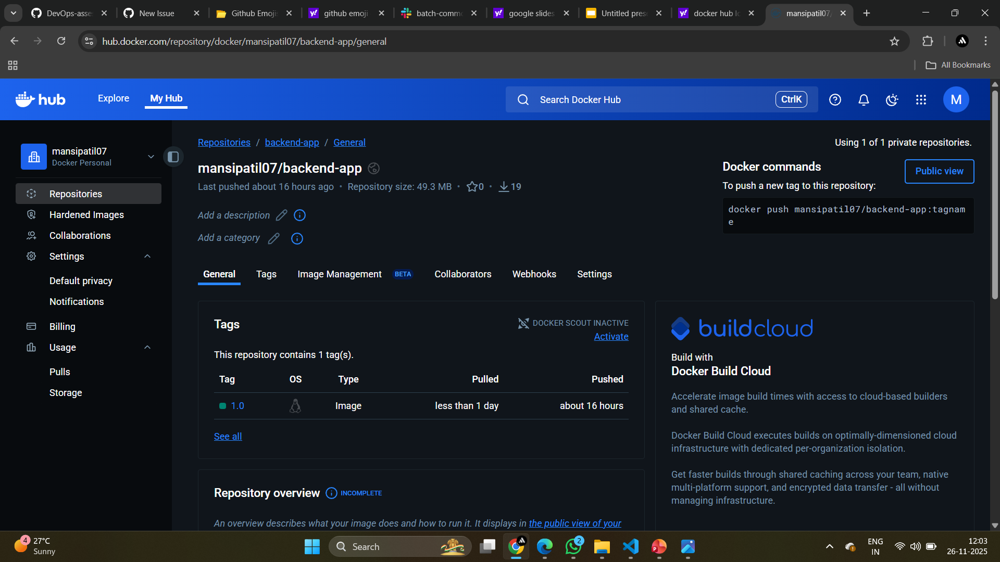 DevOps-asse
New Issue
Github Emojis
github emoji
batch-commo
google slides
Untitled pres
docker hub lo
mansipatil07/
hub.docker.com/repository/docker/mansipatil07/backend-app/general
All Bookmarks
hub
Explore
My Hub
Search Docker Hub
CtrlK
M
mansipatil07
Docker Personal
Repositories
Hardened Images
Collaborations
Settings
Default privacy
Notifications
Billing
Usage
Pulls
Storage
Repositories / backend-app / General
Using 1 of 1 private repositories.
mansipatil07/backend-app
Last pushed about 16 hours ago • Repository size: 49.3 MB • 0 • 19
Add a description
Add a category
Docker commands
Public view
To push a new tag to this repository:
docker push mansipatil07/backend-app:tagnam
e
General Tags Image Management BETA Collaborators Webhooks Settings
Tags
DOCKER SCOUT INACTIVE
Activate
This repository contains 1 tag(s).
Tag OS Type Pulled Pushed
1.0 Image less than 1 day about 16 hours
See all
Repository overview INCOMPLETE
An overview describes what your image does and how to run it. It displays in the public view of your
buildcloud
Build with
Docker Build Cloud
Accelerate image build times with access to cloud-based builders
and shared cache.
Docker Build Cloud executes builds on optimally-dimensioned cloud
infrastructure with dedicated per-organization isolation.
Get faster builds through shared caching across your team, native
multi-platform support, and encrypted data transfer - all without
managing infrastructure.
4
27°C
Sunny
Search
2
ENG
IN
12:03
26-11-2025